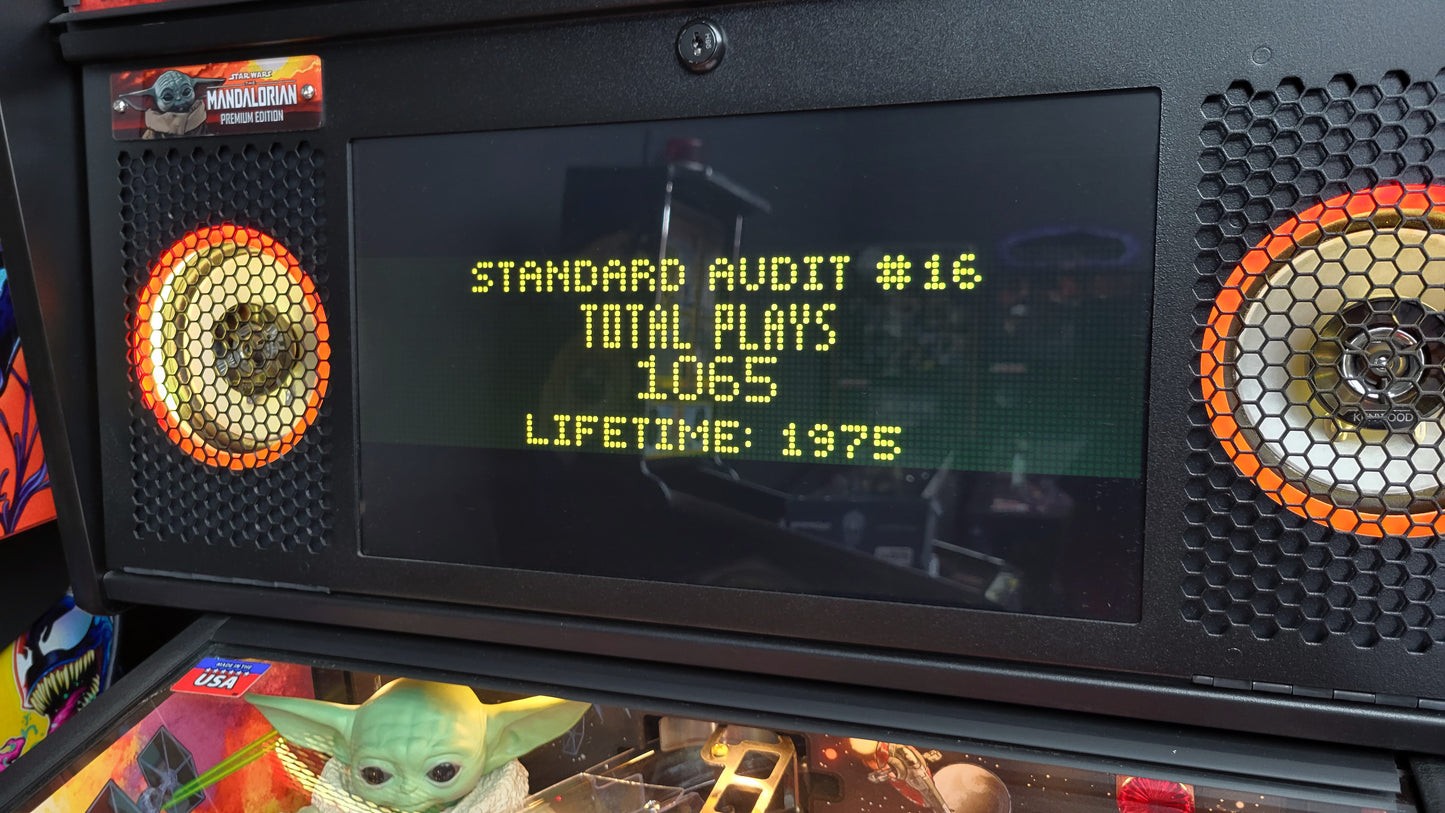 STAR WARS
THE
MANDALORIAN
PREMIUM EDITION
STANDARD AUDIT #16
TOTAL PLAYS
1065
LIFETIME: 1975
KENWOOD
MADE IN THE
USA